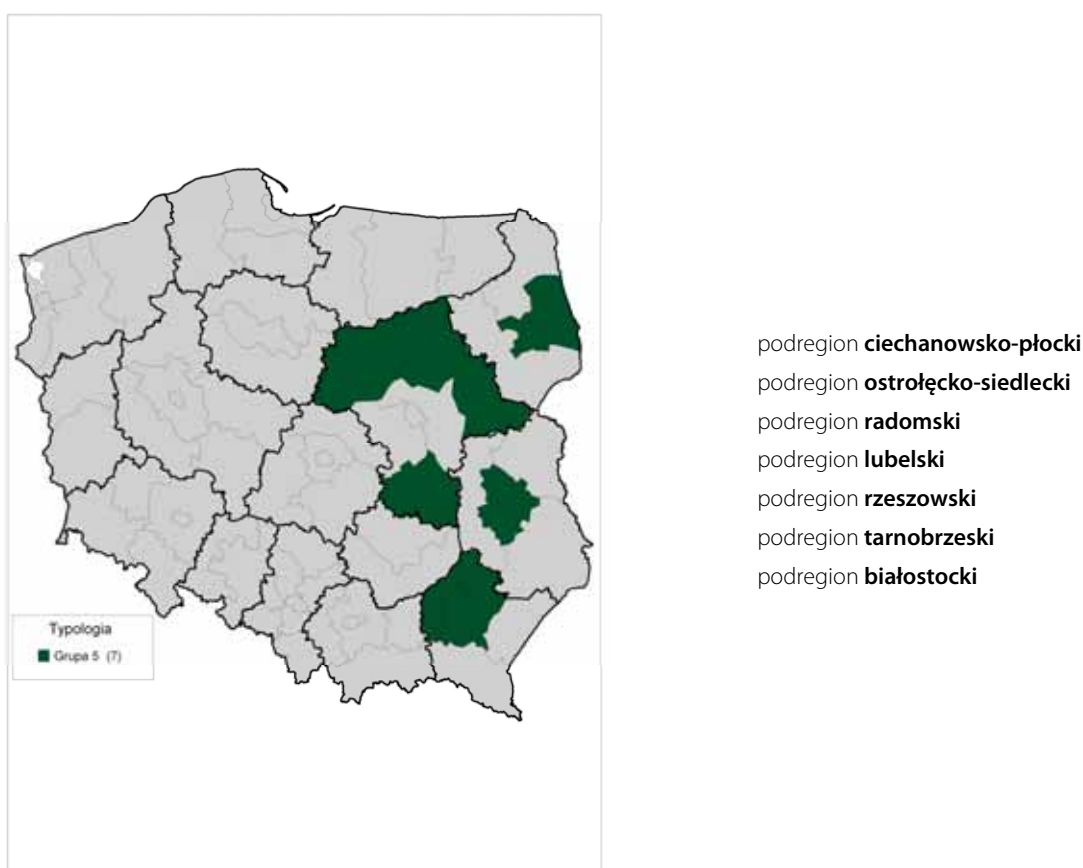 Typologia
Grupa 5 (7)
podregion ciechanowsko-płocki
podregion ostrołęcko-siedlecki
podregion radomski
podregion lubelski
podregion rzeszowski
podregion tarnobrzeski
podregion białostocki